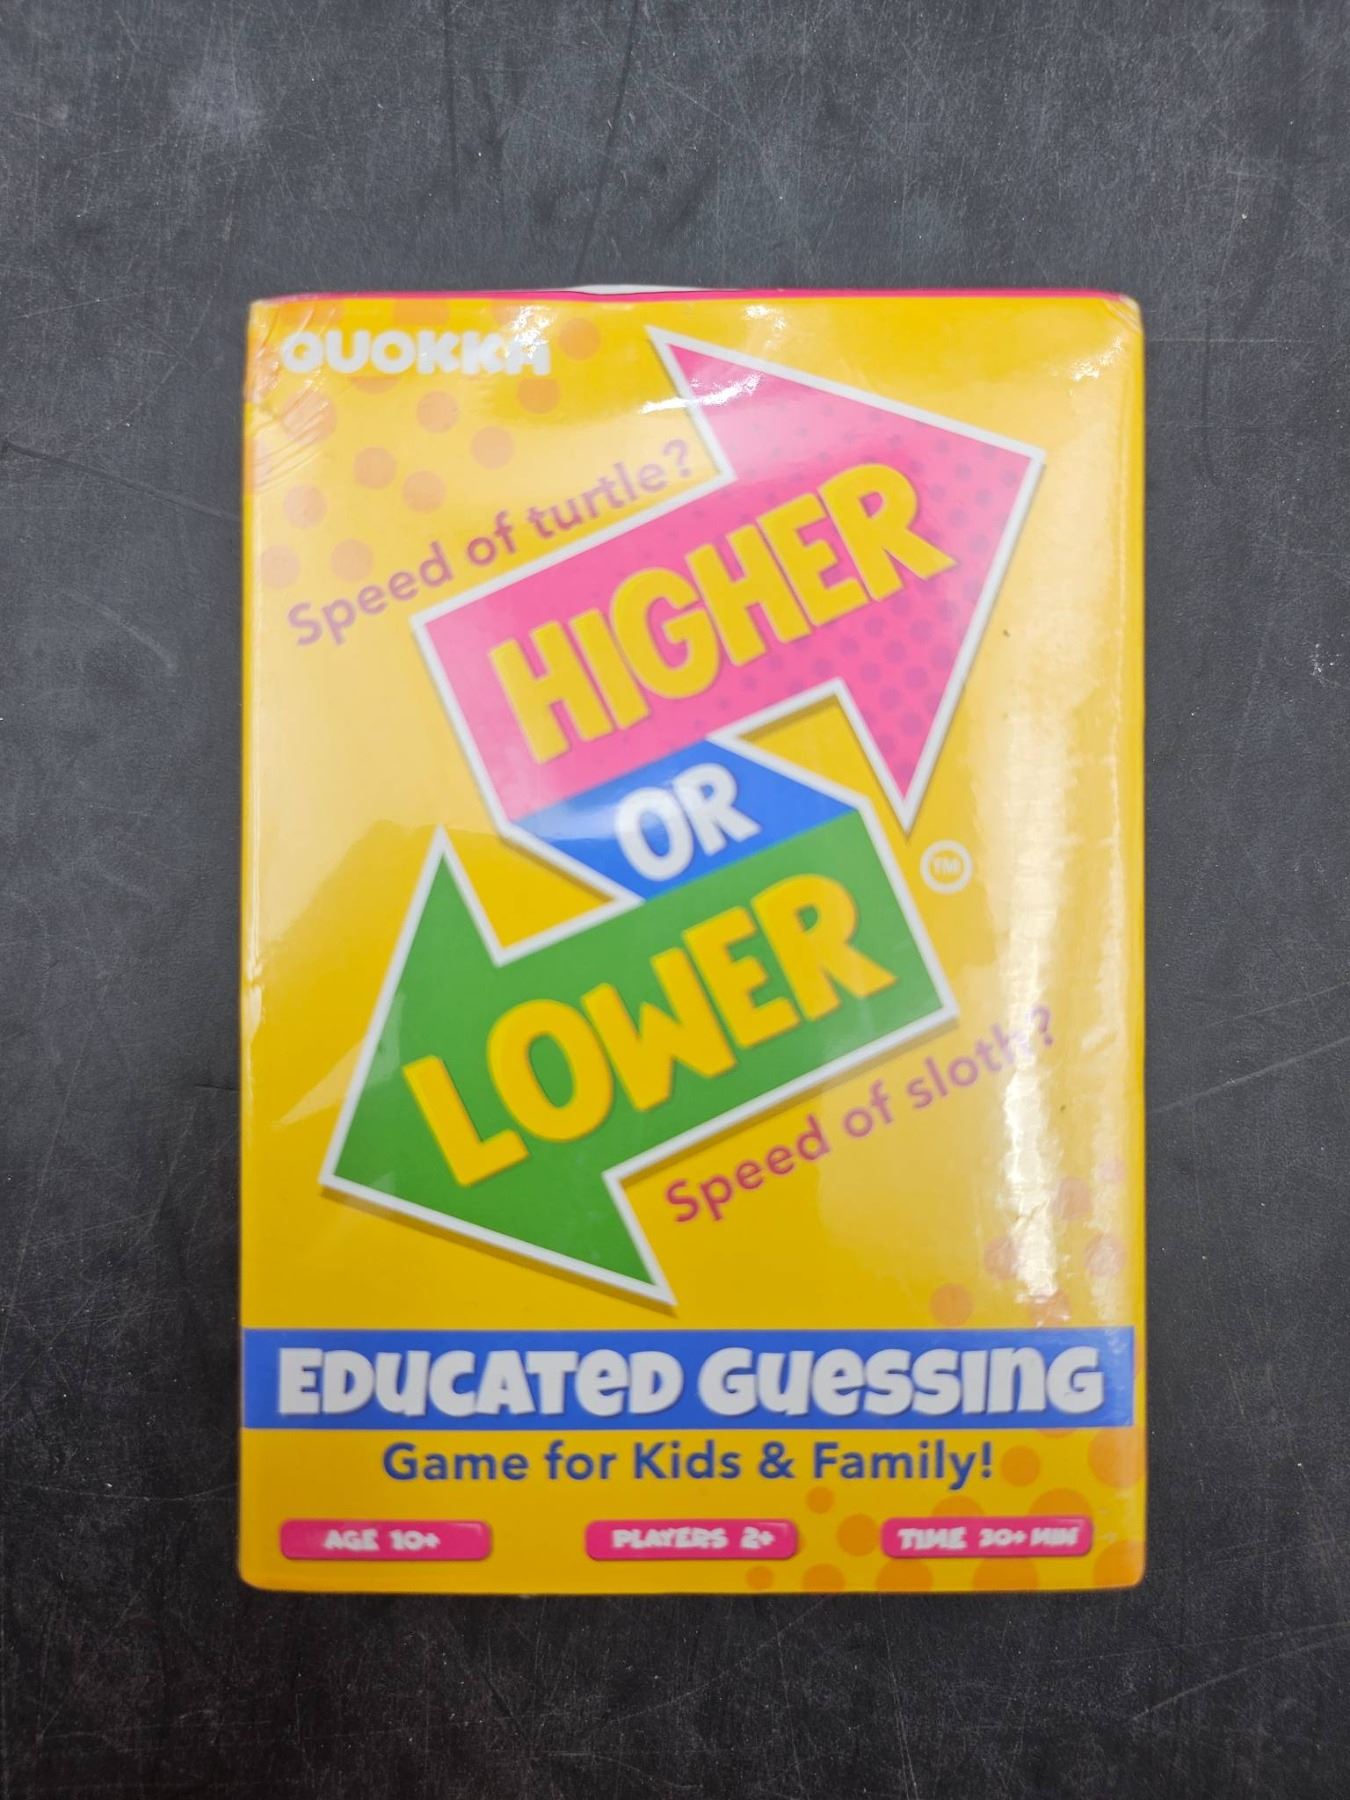 QUOKKA
Speed of turtle?
HIGHER
OR
LOWER
TM
Speed of sloth?
EDUCATED GUESSING
Game for Kids & Family!
AGE 10+
PLAYERS 2+
TIME 30+ MIN